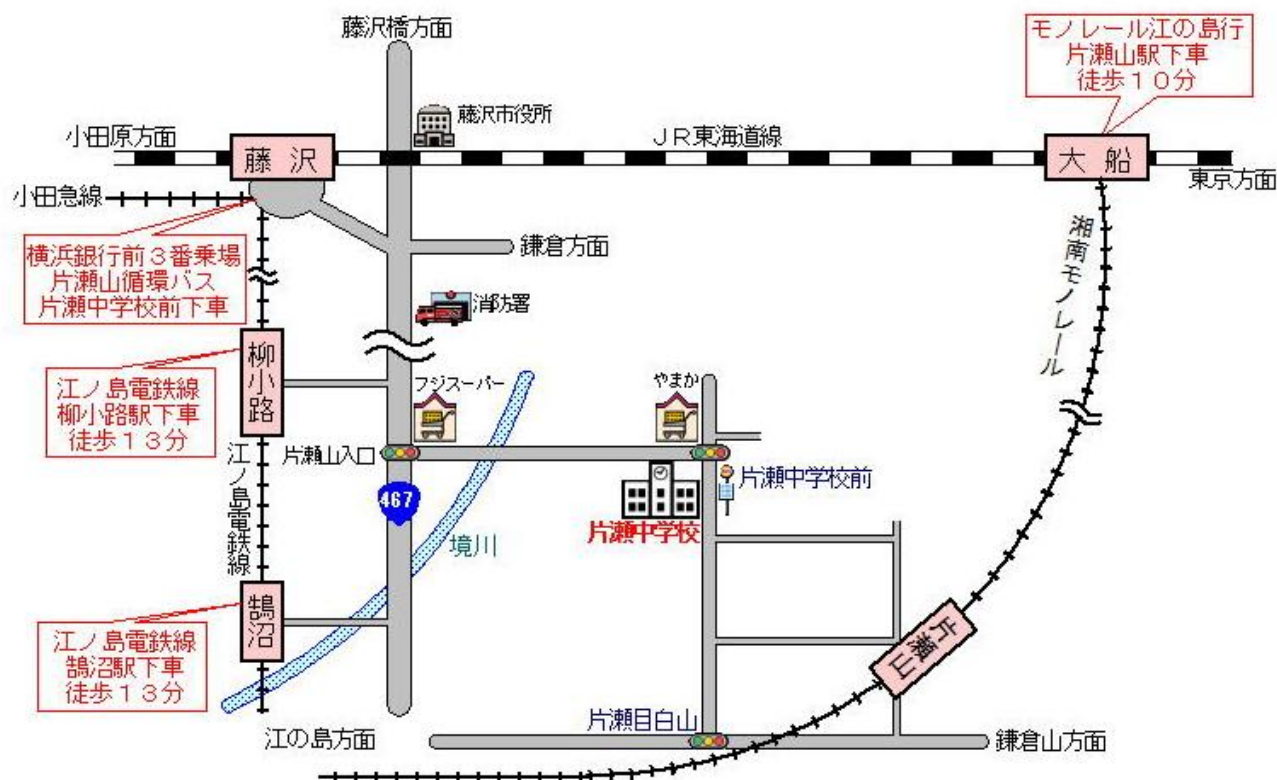 藤沢橋方面
モノレール江の島行
片瀬山駅下車
徒歩１０分
藤沢市役所
小田原方面
ＪＲ東海道線
藤沢
大船
東京方面
小田急線
横浜銀行前３番乗場
片瀬山循環バス
片瀬中学校前下車
鎌倉方面
湘南モノレール
消防署
柳小路
江ノ島電鉄線
柳小路駅下車
徒歩１３分
フジスーパー
やまか
片瀬山入口
片瀬中学校前
江ノ島電鉄線
467
片瀬中学校
境川
鵠沼
江ノ島電鉄線
鵠沼駅下車
徒歩１３分
片瀬山
片瀬目白山
江の島方面
鎌倉山方面